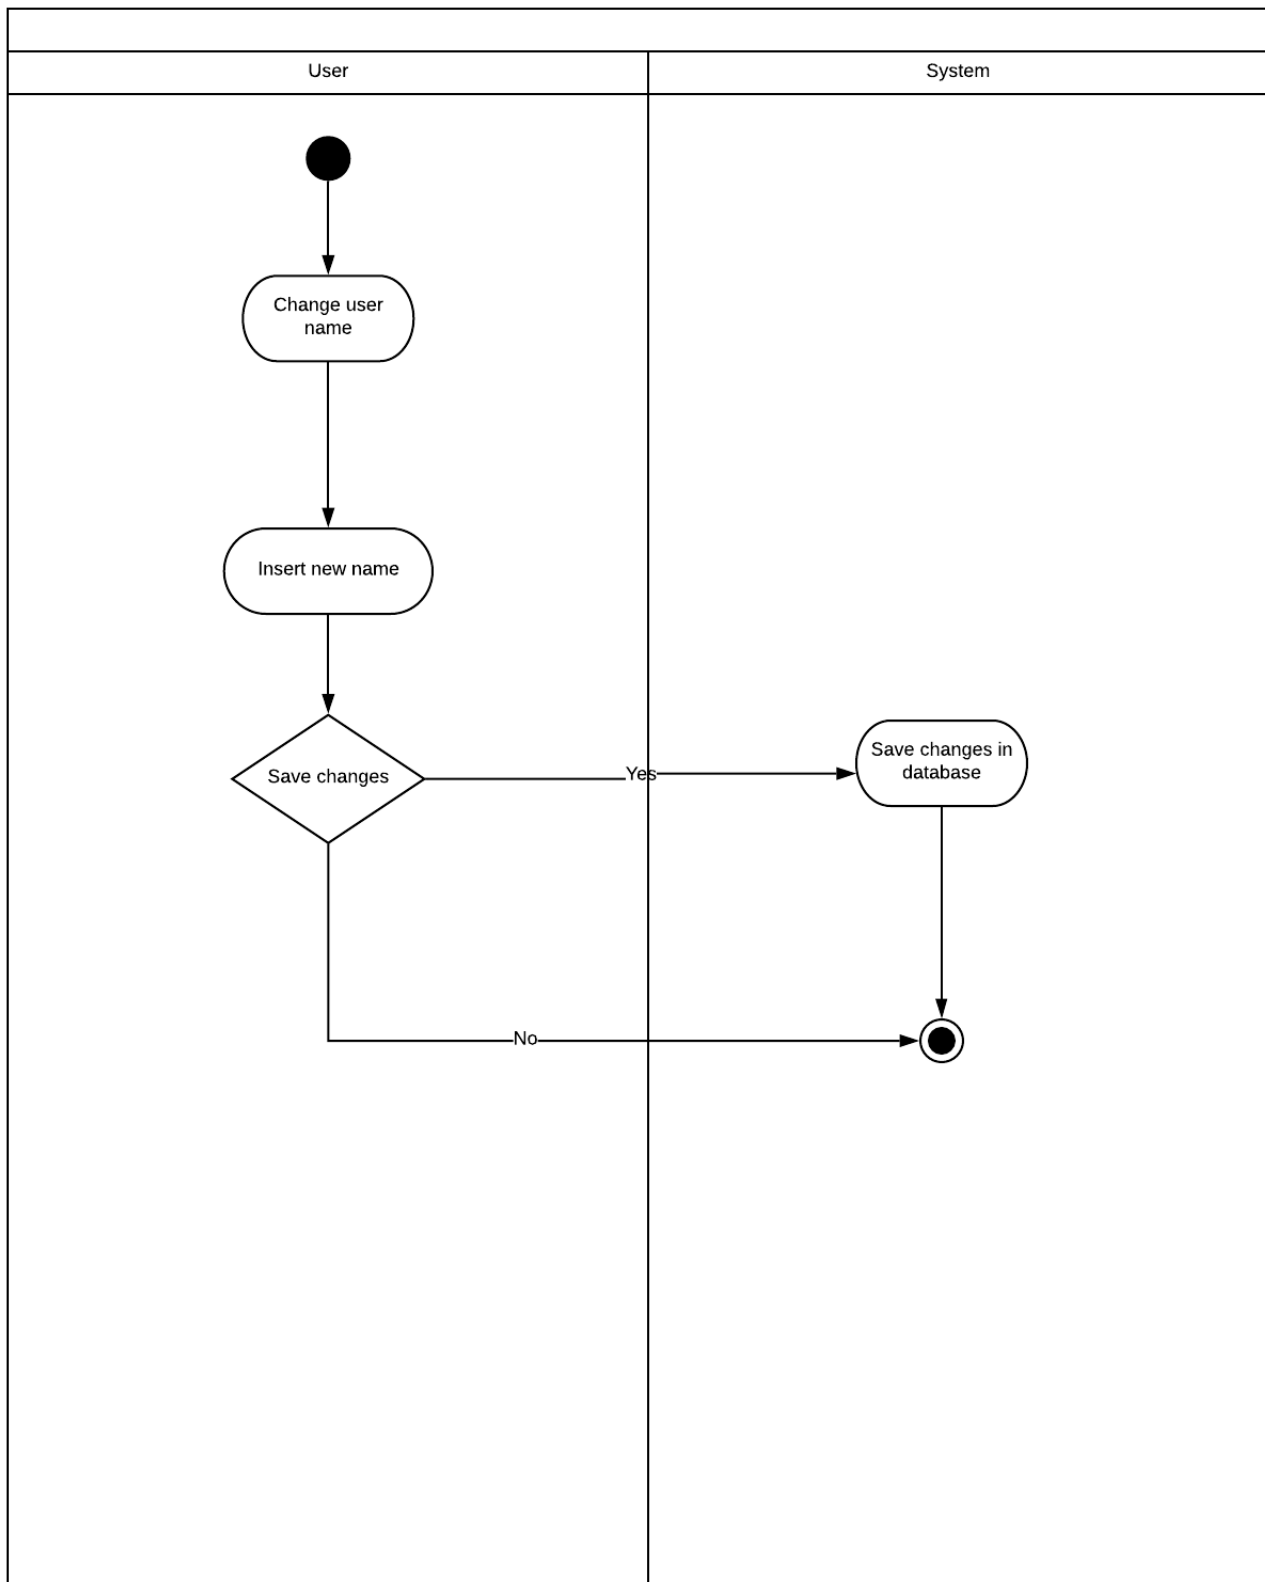 User
System
Change user
name
Insert new name
Save changes
Yes
Save changes in
database
No